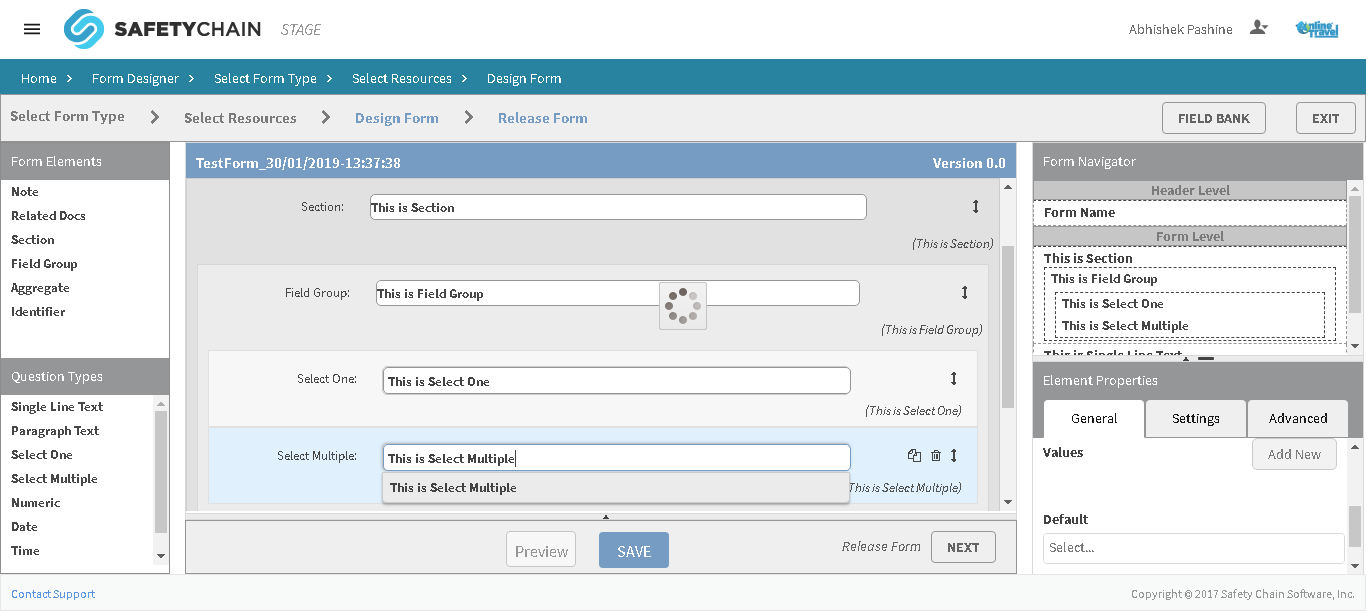 SAFETYCHAIN STAGE
Abhishek Pashine
Online Travel
Home > Form Designer > Select Form Type > Select Resources > Design Form
Select Form Type > Select Resources > Design Form > Release Form
FIELD BANK
EXIT
Form Elements
Note
Related Docs
Section
Field Group
Aggregate
Identifier
Question Types
Single Line Text
Paragraph Text
Select One
Select Multiple
Numeric
Date
Time
TestForm_30/01/2019-13:37:38 Version 0.0
Section: This is Section
(This is Section)
Field Group: This is Field Group
(This is Field Group)
Select One: This is Select One
(This is Select One)
Select Multiple: This is Select Multiple
This is Select Multiple
This is Select Multiple)
Preview
SAVE
Release Form
NEXT
Form Navigator
Header Level
Form Name
Form Level
This is Section
This is Field Group
This is Select One
This is Select Multiple
This is Single Line Text
Element Properties
General Settings Advanced
Values
Add New
Default
Select...
Contact Support
Copyright © 2017 Safety Chain Software, Inc.